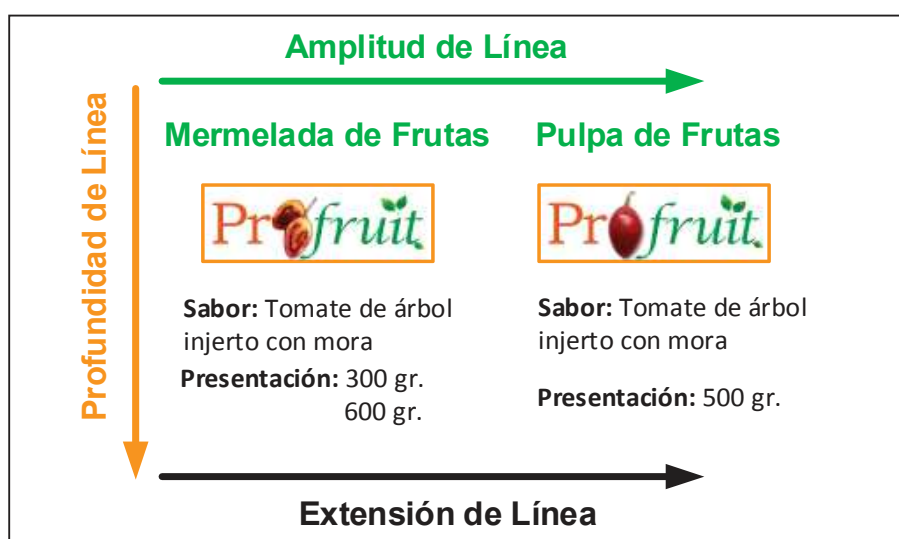 Amplitud de Línea
Profundidad de Línea
Mermelada de Frutas
Pulpa de Frutas
Profruit
Profruit
Sabor: Tomate de árbol
injerto con mora
Presentación: 300 gr.
600 gr.
Sabor: Tomate de árbol
injerto con mora
Presentación: 500 gr.
Extensión de Línea